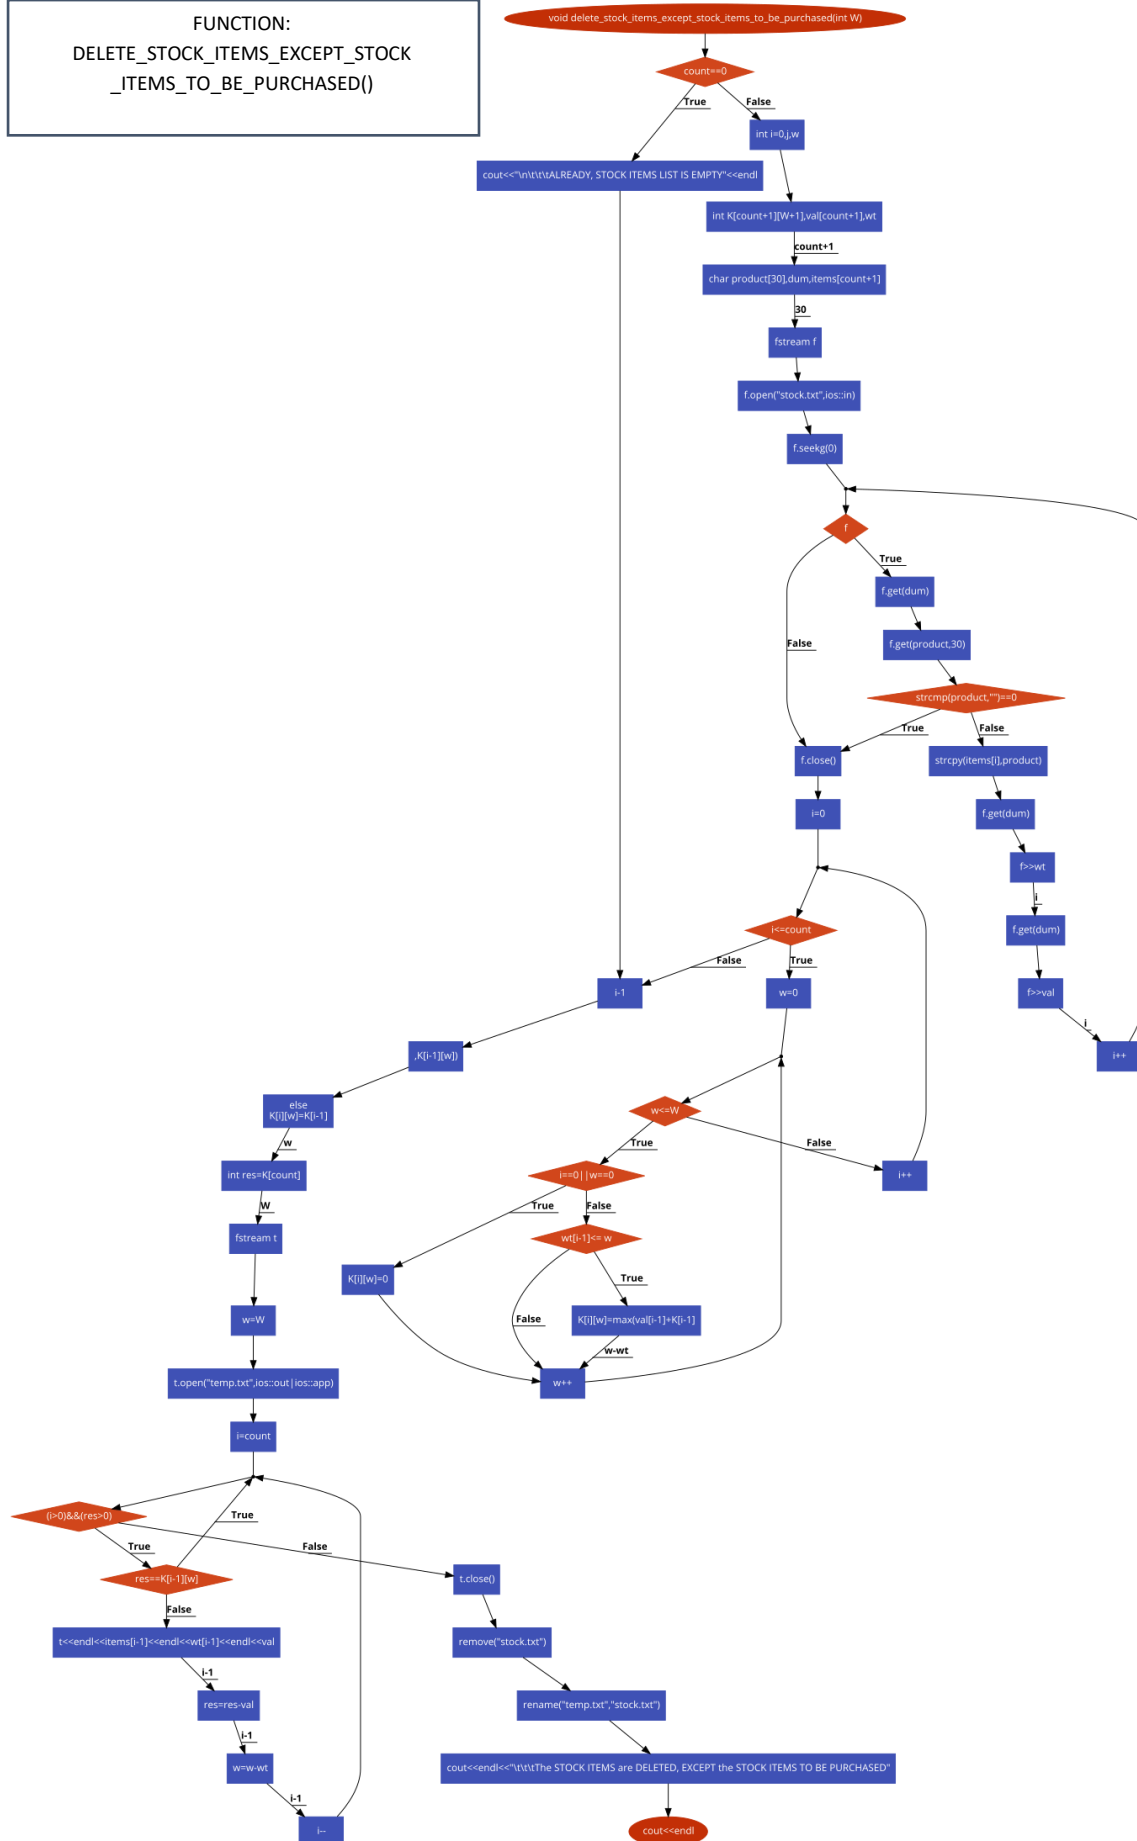 FUNCTION:
DELETE_STOCK_ITEMS_EXCEPT_STOCK
_ITEMS_TO_BE_PURCHASED()
void delete_stock_items_except_stock_items_to_be_purchased(int W)
count==0
True
False
int i=0,j,w
cout<<"\n\t\t\tALREADY, STOCK ITEMS LIST IS EMPTY"<<endl
int K[count+1][W+1],val[count+1],wt
count+1
char product[30],dum,items[count+1]
30
fstream f
f.open("stock.txt",ios::in)
f.seekg(0)
f
True
f.get(dum)
f.get(product,30)
False
strcmp(product,"")==0
True
False
f.close()
strcpy(items[i],product)
i=0
f.get(dum)
f>>wt
i
f.get(dum)
i<=count
False
True
i-1
w=0
f>>val
i
i++
,K[i-1][w])
else
K[i][w]=K[i-1]
w<=W
True
False
w
int res=K[count]
i==0||w==0
i++
W
True
False
fstream t
wt[i-1]<= w
K[i][w]=0
True
False
w=W
K[i][w]=max(val[i-1]+K[i-1]
w-wt
t.open("temp.txt",ios::out|ios::app)
w++
i=count
(i>0)&&(res>0)
True
True
False
res==K[i-1][w]
t.close()
False
t<<endl<<items[i-1]<<endl<<wt[i-1]<<endl<<val
remove("stock.txt")
i-1
res=res-val
rename("temp.txt","stock.txt")
i-1
w=w-wt
cout<<endl<<"\t\t\tThe STOCK ITEMS are DELETED, EXCEPT the STOCK ITEMS TO BE PURCHASED"
i-1
i--
cout<<endl